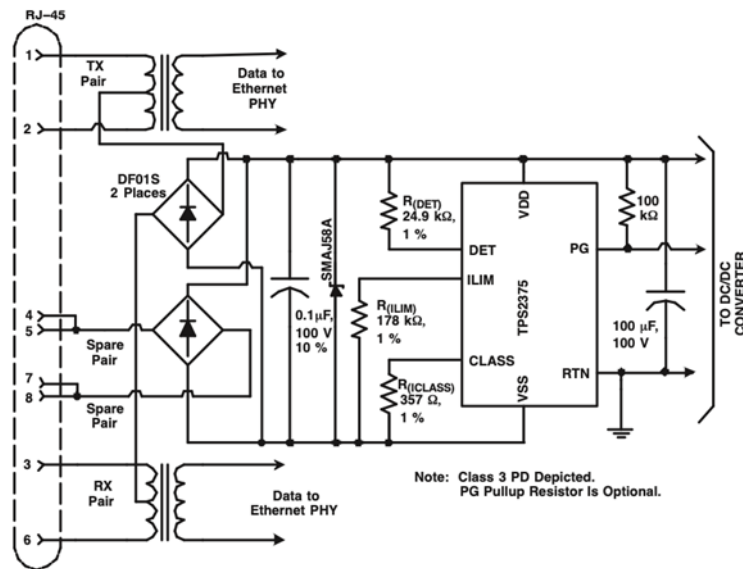 RJ–45
1
TX
Pair
2
Data to
Ethernet
PHY
DF01S
2 Places
4
5
Spare
Pair
7
8
Spare
Pair
3
RX
Pair
6
Data to
Ethernet PHY
0.1μF,
100 V
10 %
SMAJ58A
R(DET)
24.9 kΩ,
1 %
R(ILIM)
178 kΩ,
1 %
R(ICLASS)
357 Ω,
1 %
VDD
DET
ILIM
CLASS
VSS
TPS2375
PG
RTN
100
kΩ
100 μF,
100 V
TO DC/DC
CONVERTER
Note: Class 3 PD Depicted.
PG Pullup Resistor Is Optional.